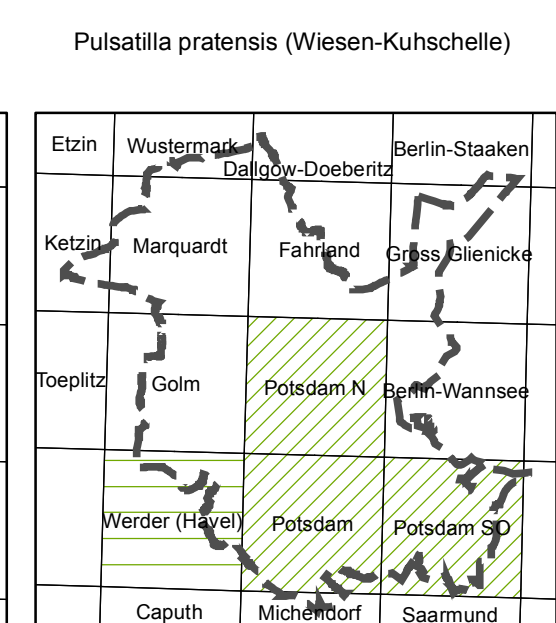 Pulsatilla pratensis (Wiesen-Kuhschelle)
Etzin
Wustermark
Dallgow-Doeberitz
Berlin-Staaken
Ketzin
Marquardt
Fahrland
Gross Glienicke
Toeplitz
Golm
Potsdam N
Berlin-Wannsee
Werder (Havel)
Potsdam
Potsdam SO
Caputh
Michendorf
Saarmund